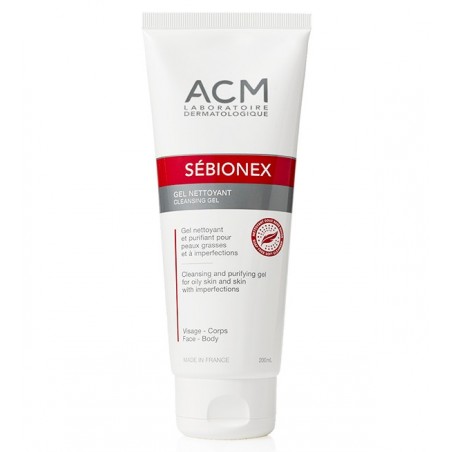 ACM
LABORATOIRE
DERMATOLOGIQUE
SÉBIONEX
GEL NETTOYANT
CLEANSING GEL
Gel nettoyant
et purifiant pour
peaux grasses
et à imperfections
Cleansing and purifying gel
for oily skin and skin
with imperfections
Visage - Corps
Face - Body
MADE IN FRANCE
200 mL